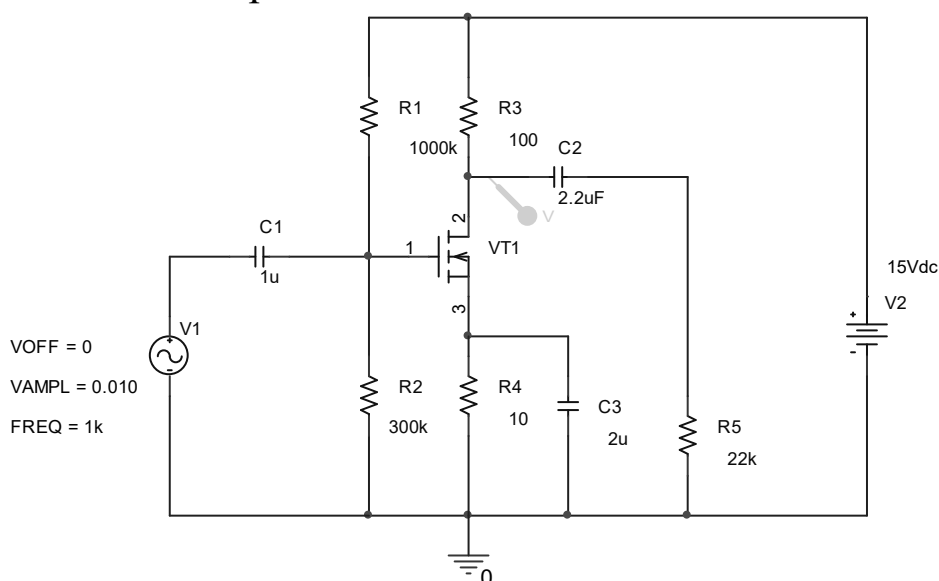 R1
1000k
R3
100
C2
2.2uF
V
C1
1u
1
2
VT1
3
15Vdc
V2
+
-
V1
+
-
VOFF = 0
VAMPL = 0.010
FREQ = 1k
R2
300k
R4
10
C3
2u
R5
22k
0